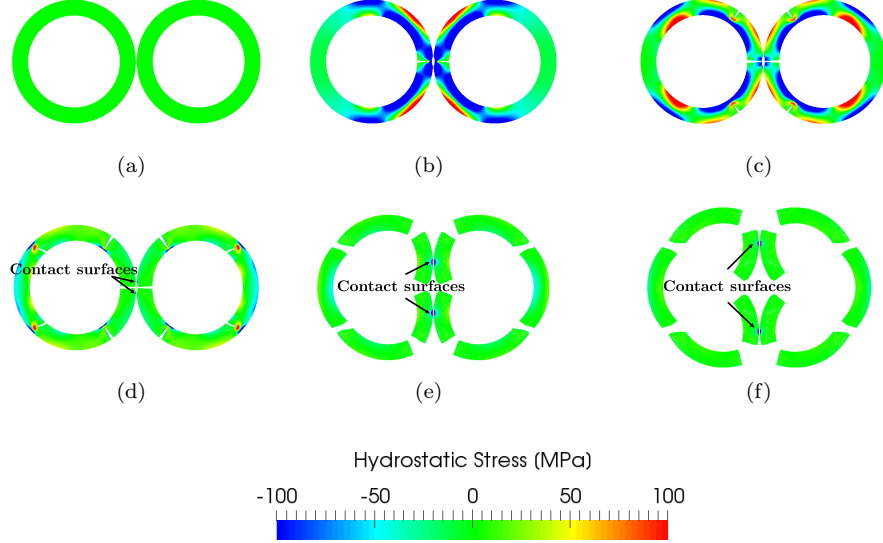 (a)
(b)
(c)
Contact surfaces
Contact surfaces
Contact surfaces
(d)
(e)
(f)
Hydrostatic Stress (MPa)
-100
-50
0
50
100